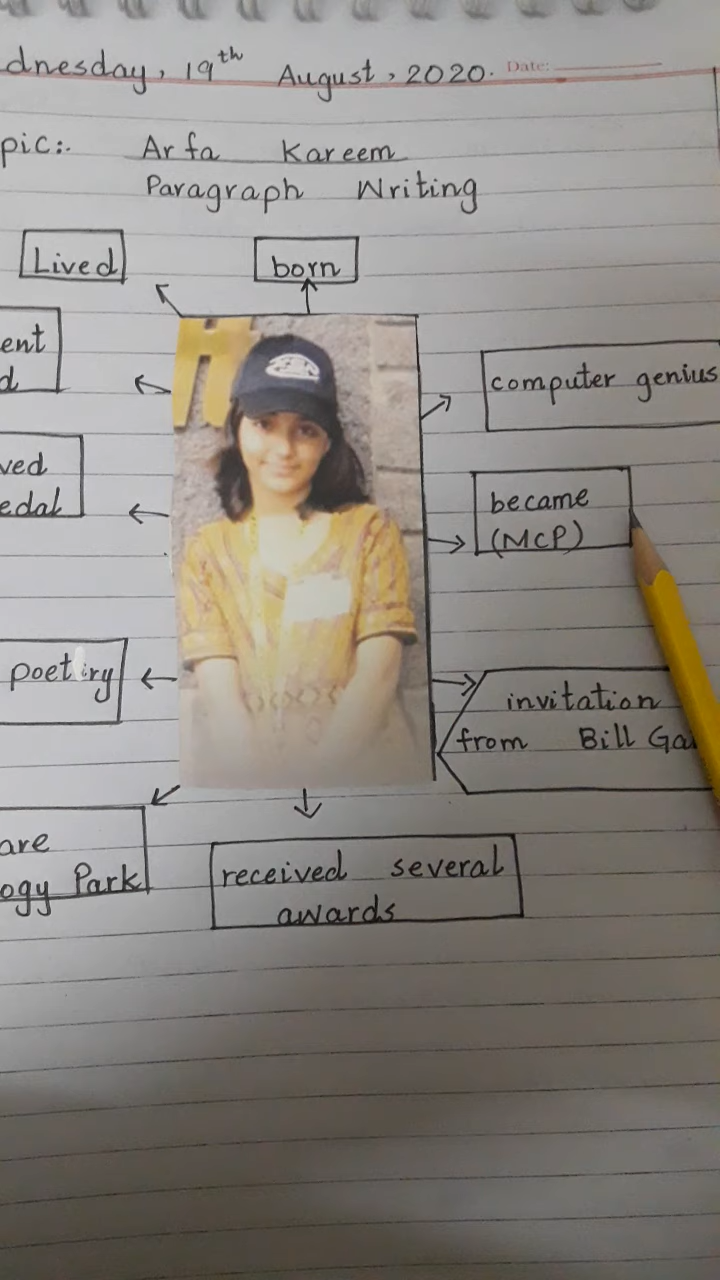 dnesday, 19th August, 2020. Date:
pic:. Arfa Kareem
Paragraph Writing
Lived
born
ent
d
computer genius
ved
edal
became
(MCP)
poetry
invitation
from Bill Ga
are
ogy Park
received several
awards
H